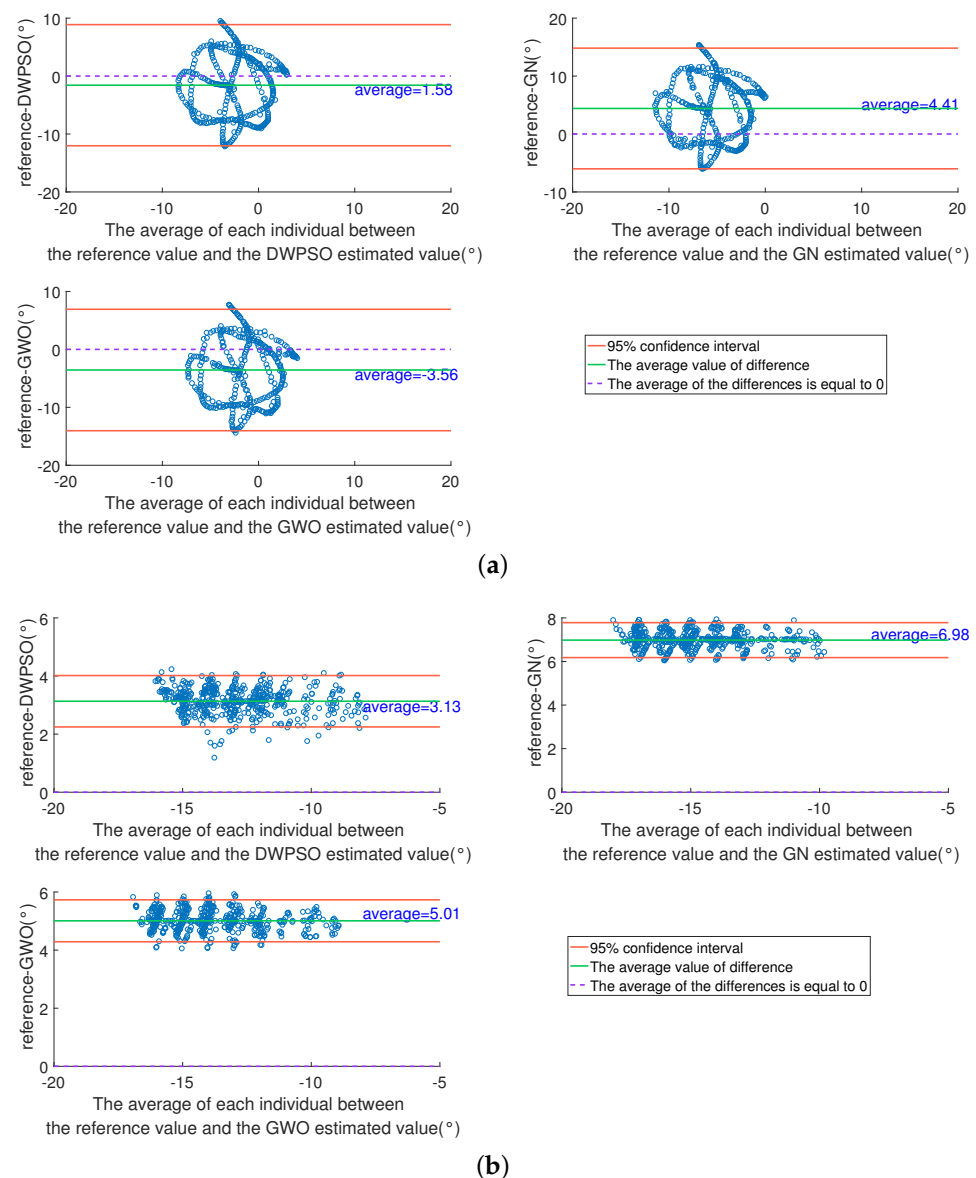 10
0
-10
-20
-20
-10
0
10
20
reference-DWPSO(°)
average=1.58
The average of each individual between
the reference value and the DWPSO estimated value(°)
20
10
0
-10
-20
-10
0
10
20
reference-GN(°)
average=4.41
The average of each individual between
the reference value and the GN estimated value(°)
10
0
-10
-20
-20
-10
0
10
20
reference-GWO(°)
average=-3.56
The average of each individual between
the reference value and the GWO estimated value(°)
95% confidence interval
The average value of difference
The average of the differences is equal to 0
(a)
6
4
2
0
-20
-15
-10
-5
reference-DWPSO(°)
average=3.13
The average of each individual between
the reference value and the DWPSO estimated value(°)
8
6
4
2
0
-20
-15
-10
-5
reference-GN(°)
average=6.98
The average of each individual between
the reference value and the GN estimated value(°)
6
4
2
0
-20
-15
-10
-5
reference-GWO(°)
average=5.01
The average of each individual between
the reference value and the GWO estimated value(°)
95% confidence interval
The average value of difference
The average of the differences is equal to 0
(b)